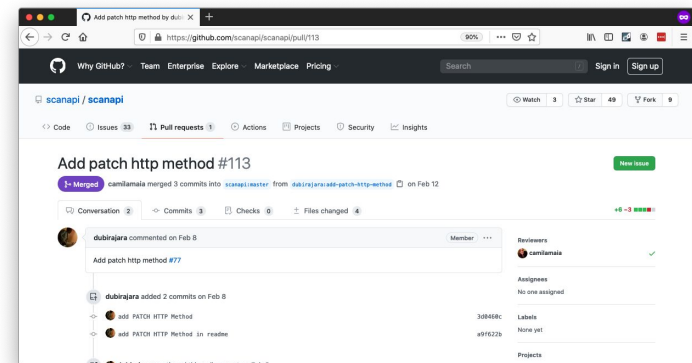 Add patch http method by dubi
https://github.com/scanapi/scanapi/pull/113
90%
Why GitHub? Team Enterprise Explore Marketplace Pricing
Search
/
Sign in Sign up
scanapi / scanapi
Watch 3 Star 49 Fork 9
Code Issues 33 Pull requests 1 Actions Projects Security Insights
Add patch http method #113
New issue
Merged camilamaia merged 3 commits into scanapi:master from dubirajara:add-patch-http-method on Feb 12
Conversation 2 Commits 3 Checks 0 Files changed 4
+6 −3
dubirajara commented on Feb 8 Member
Add patch http method #77
dubirajara added 2 commits on Feb 8
add PATCH HTTP Method 3d0460c
add PATCH HTTP Method in readme a9f622b
Reviewers
camilamaia
Assignees
No one assigned
Labels
None yet
Projects